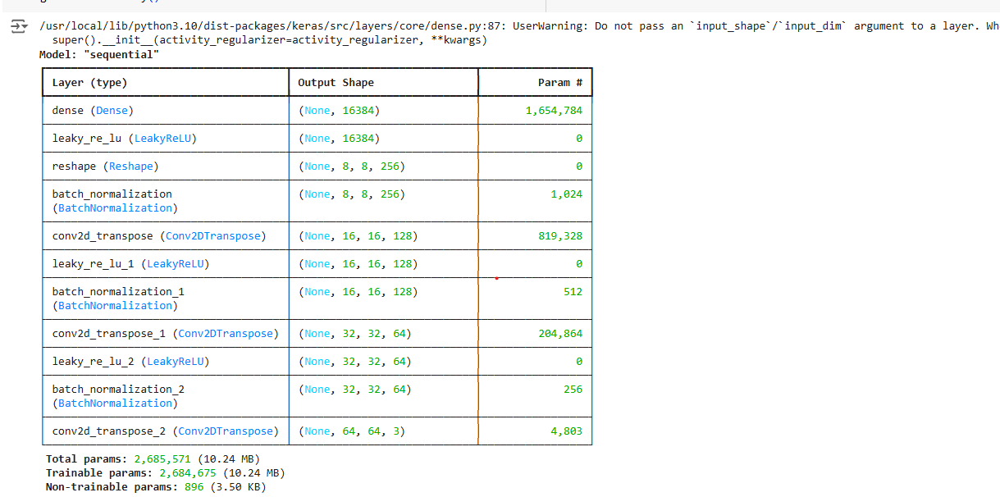 /usr/local/lib/python3.10/dist-packages/keras/src/layers/core/dense.py:87: UserWarning: Do not pass an `input_shape`/`input_dim` argument to a layer. Wh
super().__init__(activity_regularizer=activity_regularizer, **kwargs)
Model: "sequential"
Layer (type) Output Shape Param #
dense (Dense) (None, 16384) 1,654,784
leaky_re_lu (LeakyReLU) (None, 16384) 0
reshape (Reshape) (None, 8, 8, 256) 0
batch_normalization (None, 8, 8, 256) 1,024
(BatchNormalization)
conv2d_transpose (Conv2DTranspose) (None, 16, 16, 128) 819,328
leaky_re_lu_1 (LeakyReLU) (None, 16, 16, 128) 0
batch_normalization_1 (None, 16, 16, 128) 512
(BatchNormalization)
conv2d_transpose_1 (Conv2DTranspose) (None, 32, 32, 64) 204,864
leaky_re_lu_2 (LeakyReLU) (None, 32, 32, 64) 0
batch_normalization_2 (None, 32, 32, 64) 256
(BatchNormalization)
conv2d_transpose_2 (Conv2DTranspose) (None, 64, 64, 3) 4,803
Total params: 2,685,571 (10.24 MB)
Trainable params: 2,684,675 (10.24 MB)
Non-trainable params: 896 (3.50 KB)